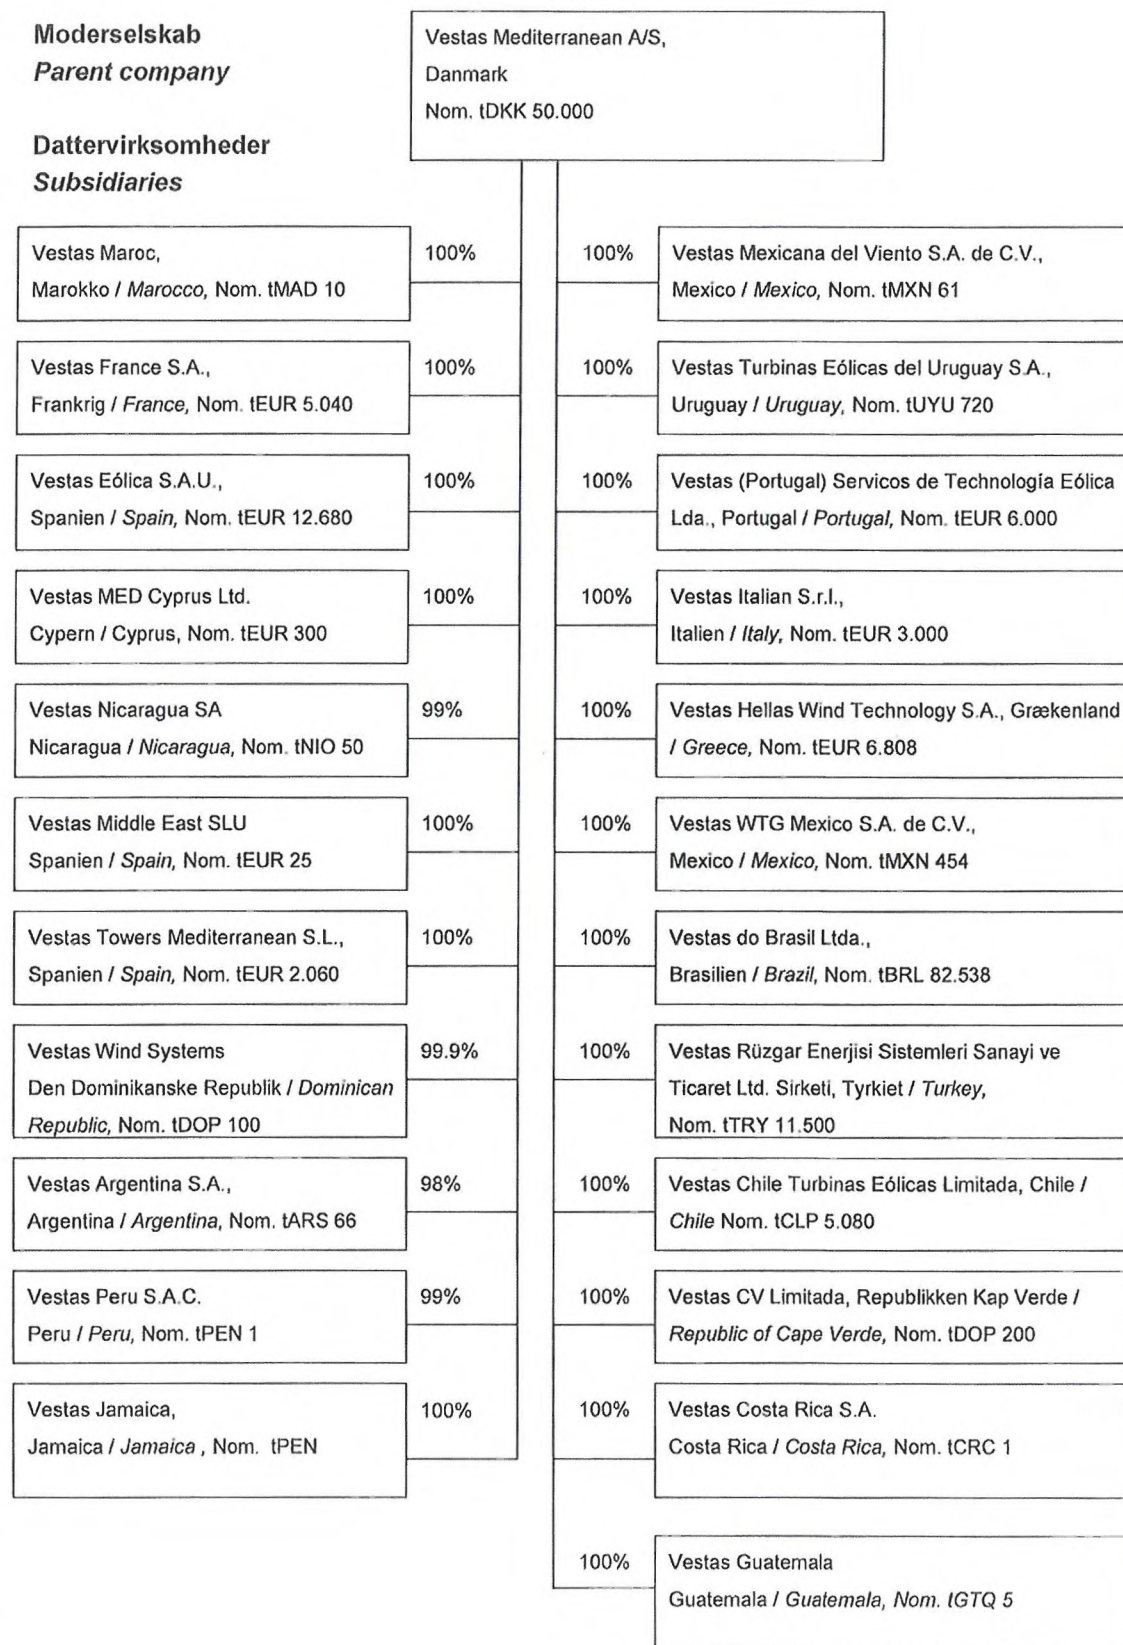 Moderselskab
Parent company
Vestas Mediterranean A/S,
Danmark
Nom. tDKK 50.000
Dattervirksomheder
Subsidiaries
Vestas Maroc,
Marokko / Marocco, Nom. tMAD 10
100%
Vestas France S.A.,
Frankrig / France, Nom. tEUR 5.040
100%
Vestas Eólica S.A.U.,
Spanien / Spain, Nom. tEUR 12.680
100%
Vestas MED Cyprus Ltd.
Cypern / Cyprus, Nom. tEUR 300
100%
Vestas Nicaragua SA
Nicaragua / Nicaragua, Nom. tNIO 50
99%
Vestas Middle East SLU
Spanien / Spain, Nom. tEUR 25
100%
Vestas Towers Mediterranean S.L.,
Spanien / Spain, Nom. tEUR 2.060
100%
Vestas Wind Systems
Den Dominikanske Republik / Dominican
Republic, Nom. tDOP 100
99.9%
Vestas Argentina S.A.,
Argentina / Argentina, Nom. tARS 66
98%
Vestas Peru S.A.C.
Peru / Peru, Nom. tPEN 1
99%
Vestas Jamaica,
Jamaica / Jamaica , Nom. tPEN
100%
100%
Vestas Mexicana del Viento S.A. de C.V.,
Mexico / Mexico, Nom. tMXN 61
100%
Vestas Turbinas Eólicas del Uruguay S.A.,
Uruguay / Uruguay, Nom. tUYU 720
100%
Vestas (Portugal) Servicos de Technología Eólica
Lda., Portugal / Portugal, Nom. tEUR 6.000
100%
Vestas Italian S.r.l.,
Italien / Italy, Nom. tEUR 3.000
100%
Vestas Hellas Wind Technology S.A., Grækenland
/ Greece, Nom. tEUR 6.808
100%
Vestas WTG Mexico S.A. de C.V.,
Mexico / Mexico, Nom. tMXN 454
100%
Vestas do Brasil Ltda.,
Brasilien / Brazil, Nom. tBRL 82.538
100%
Vestas Rüzgar Enerjisi Sistemleri Sanayi ve
Ticaret Ltd. Sirketi, Tyrkiet / Turkey,
Nom. tTRY 11.500
100%
Vestas Chile Turbinas Eólicas Limitada, Chile /
Chile Nom. tCLP 5.080
100%
Vestas CV Limitada, Republikken Kap Verde /
Republic of Cape Verde, Nom. tDOP 200
100%
Vestas Costa Rica S.A.
Costa Rica / Costa Rica, Nom. tCRC 1
100%
Vestas Guatemala
Guatemala / Guatemala, Nom. tGTQ 5